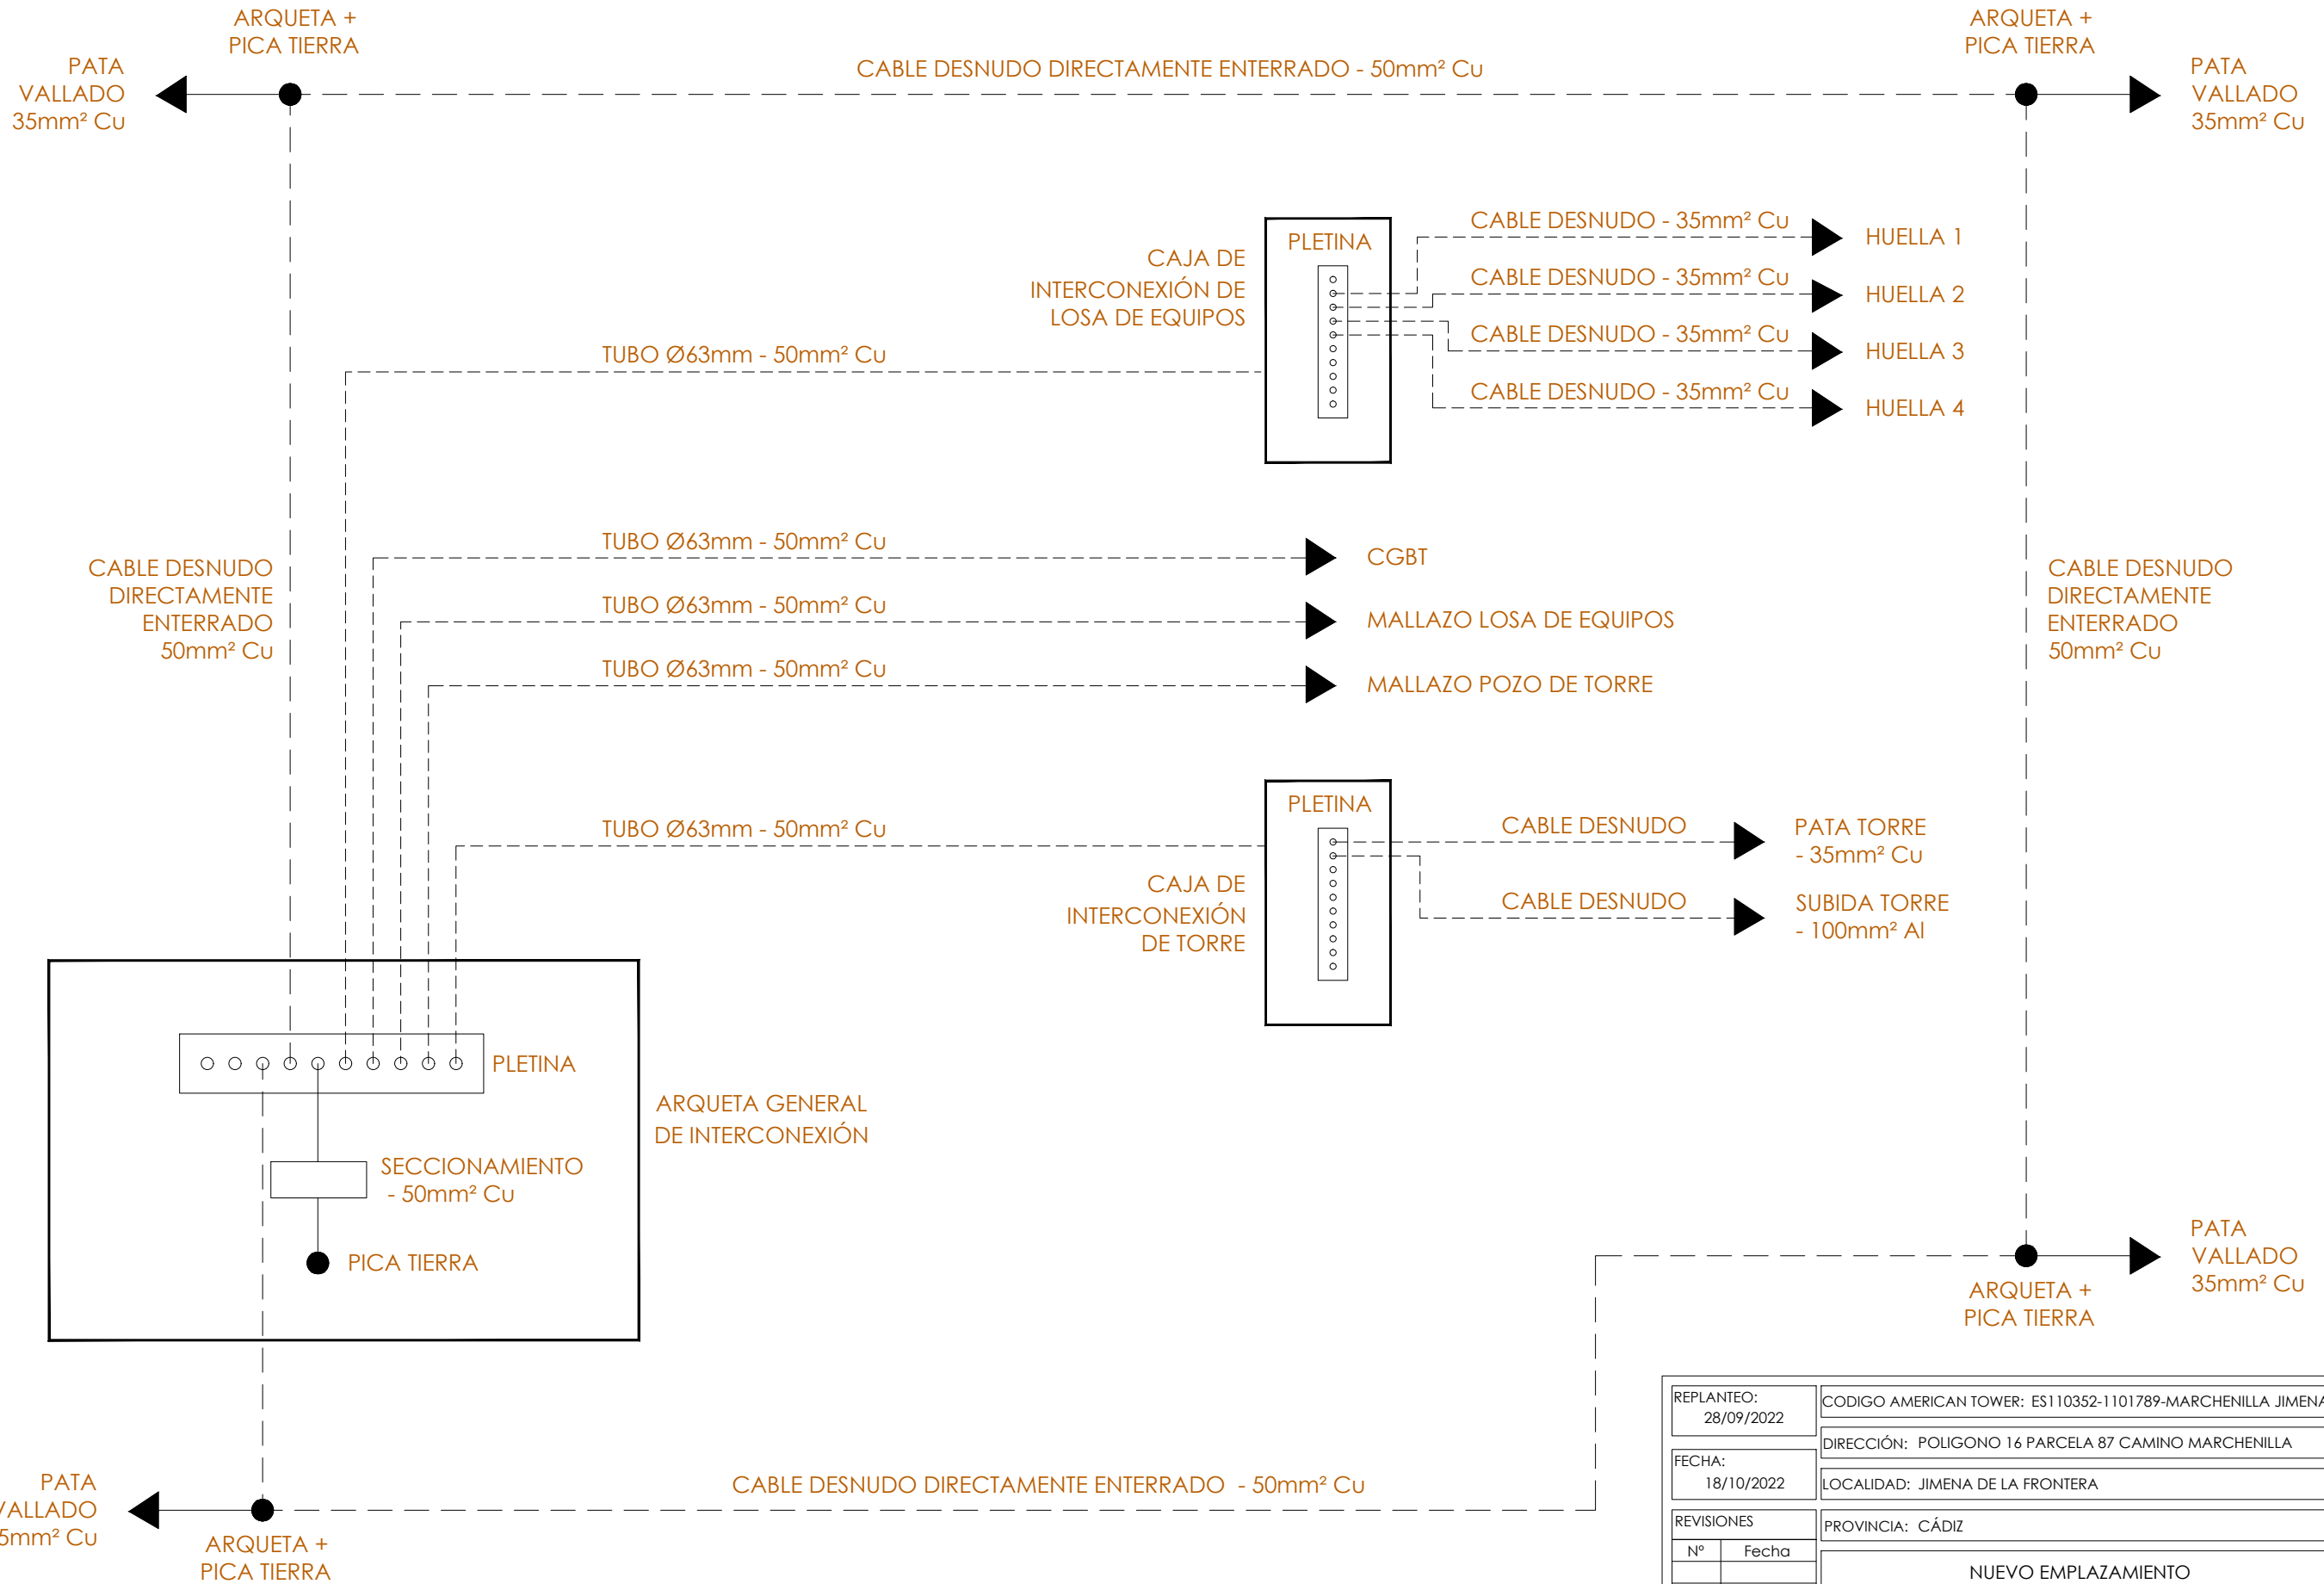 ARQUETA +
PICA TIERRA
ARQUETA +
PICA TIERRA
PATA
VALLADO
35mm² Cu
CABLE DESNUDO DIRECTAMENTE ENTERRADO - 50mm² Cu
PATA
VALLADO
35mm² Cu
PLETINA
CAJA DE
INTERCONEXIÓN DE
LOSA DE EQUIPOS
CABLE DESNUDO - 35mm² Cu
HUELLA 1
CABLE DESNUDO - 35mm² Cu
HUELLA 2
CABLE DESNUDO - 35mm² Cu
HUELLA 3
CABLE DESNUDO - 35mm² Cu
HUELLA 4
TUBO Ø63mm - 50mm² Cu
TUBO Ø63mm - 50mm² Cu
CGBT
TUBO Ø63mm - 50mm² Cu
MALLAZO LOSA DE EQUIPOS
TUBO Ø63mm - 50mm² Cu
MALLAZO POZO DE TORRE
CABLE DESNUDO
DIRECTAMENTE
ENTERRADO
50mm² Cu
CABLE DESNUDO
DIRECTAMENTE
ENTERRADO
50mm² Cu
TUBO Ø63mm - 50mm² Cu
PLETINA
CAJA DE
INTERCONEXIÓN
DE TORRE
CABLE DESNUDO
PATA TORRE
- 35mm² Cu
CABLE DESNUDO
SUBIDA TORRE
- 100mm² Al
PLETINA
ARQUETA GENERAL
DE INTERCONEXIÓN
SECCIONAMIENTO
- 50mm² Cu
PICA TIERRA
PATA
VALLADO
35mm² Cu
ARQUETA +
PICA TIERRA
PATA
VALLADO
5mm² Cu
CABLE DESNUDO DIRECTAMENTE ENTERRADO - 50mm² Cu
ARQUETA +
PICA TIERRA
REPLANTEO:
28/09/2022
CODIGO AMERICAN TOWER: ES110352-1101789-MARCHENILLA JIMENA
DIRECCIÓN: POLIGONO 16 PARCELA 87 CAMINO MARCHENILLA
FECHA:
18/10/2022
LOCALIDAD: JIMENA DE LA FRONTERA
REVISIONES
PROVINCIA: CÁDIZ
Nº Fecha
NUEVO EMPLAZAMIENTO